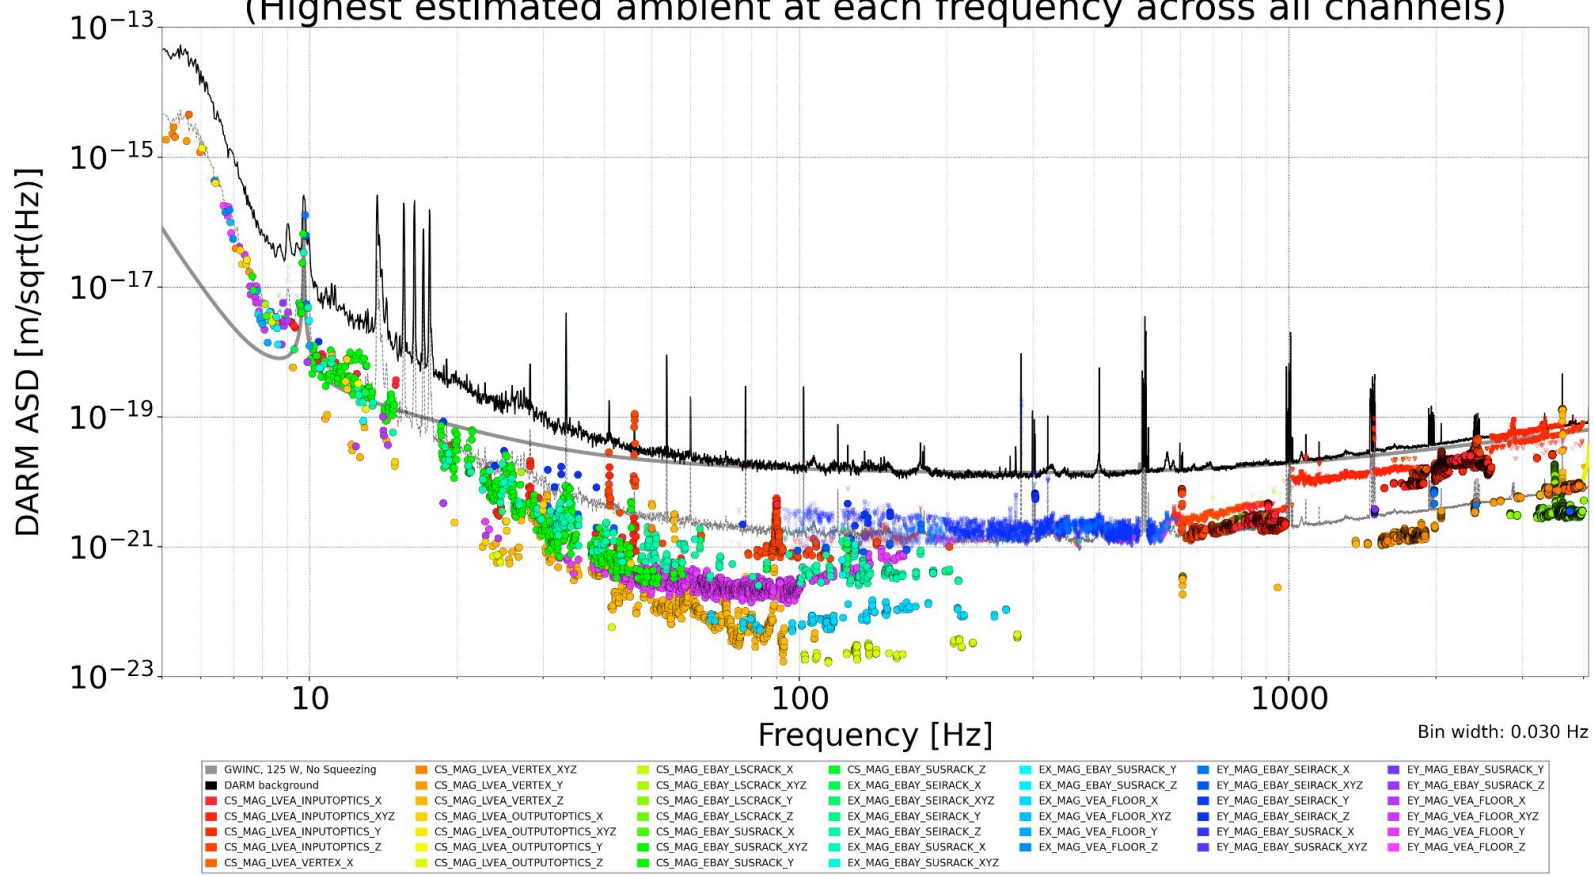 (Highest estimated ambient at each frequency across all channels)
DARM ASD [m/sqrt(Hz)]
10⁻¹³
10⁻¹⁵
10⁻¹⁷
10⁻¹⁹
10⁻²¹
10⁻²³
10 100 1000
Frequency [Hz]
Bin width: 0.030 Hz
GWINC, 125 W, No Squeezing
DARM background
CS_MAG_LVEA_INPUTOPTICS_X
CS_MAG_LVEA_INPUTOPTICS_XYZ
CS_MAG_LVEA_INPUTOPTICS_Y
CS_MAG_LVEA_INPUTOPTICS_Z
CS_MAG_LVEA_VERTEX_X
CS_MAG_LVEA_VERTEX_XYZ
CS_MAG_LVEA_VERTEX_Y
CS_MAG_LVEA_VERTEX_Z
CS_MAG_LVEA_OUTPUTOPTICS_X
CS_MAG_LVEA_OUTPUTOPTICS_XYZ
CS_MAG_LVEA_OUTPUTOPTICS_Y
CS_MAG_LVEA_OUTPUTOPTICS_Z
CS_MAG_EBAY_LSCRACK_X
CS_MAG_EBAY_LSCRACK_XYZ
CS_MAG_EBAY_LSCRACK_Y
CS_MAG_EBAY_LSCRACK_Z
CS_MAG_EBAY_SUSRACK_X
CS_MAG_EBAY_SUSRACK_XYZ
CS_MAG_EBAY_SUSRACK_Y
CS_MAG_EBAY_SUSRACK_Z
EX_MAG_EBAY_SEIRACK_X
EX_MAG_EBAY_SEIRACK_XYZ
EX_MAG_EBAY_SEIRACK_Y
EX_MAG_EBAY_SEIRACK_Z
EX_MAG_EBAY_SUSRACK_X
EX_MAG_EBAY_SUSRACK_XYZ
EX_MAG_EBAY_SUSRACK_Y
EX_MAG_EBAY_SUSRACK_Z
EX_MAG_VEA_FLOOR_X
EX_MAG_VEA_FLOOR_XYZ
EX_MAG_VEA_FLOOR_Y
EX_MAG_VEA_FLOOR_Z
EY_MAG_EBAY_SEIRACK_X
EY_MAG_EBAY_SEIRACK_XYZ
EY_MAG_EBAY_SEIRACK_Y
EY_MAG_EBAY_SEIRACK_Z
EY_MAG_EBAY_SUSRACK_X
EY_MAG_EBAY_SUSRACK_XYZ
EY_MAG_EBAY_SUSRACK_Y
EY_MAG_EBAY_SUSRACK_Z
EY_MAG_VEA_FLOOR_X
EY_MAG_VEA_FLOOR_XYZ
EY_MAG_VEA_FLOOR_Y
EY_MAG_VEA_FLOOR_Z